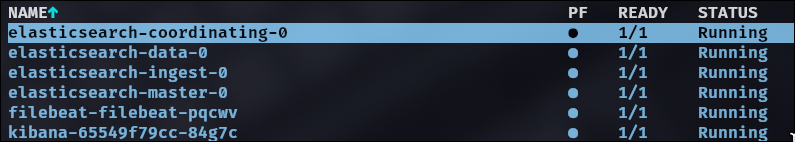 NAME↑ PF READY STATUS
elasticsearch-coordinating-0 ● 1/1 Running
elasticsearch-data-0 ● 1/1 Running
elasticsearch-ingest-0 ● 1/1 Running
elasticsearch-master-0 ● 1/1 Running
filebeat-filebeat-pqcwv ● 1/1 Running
kibana-65549f79cc-84g7c ● 1/1 Running